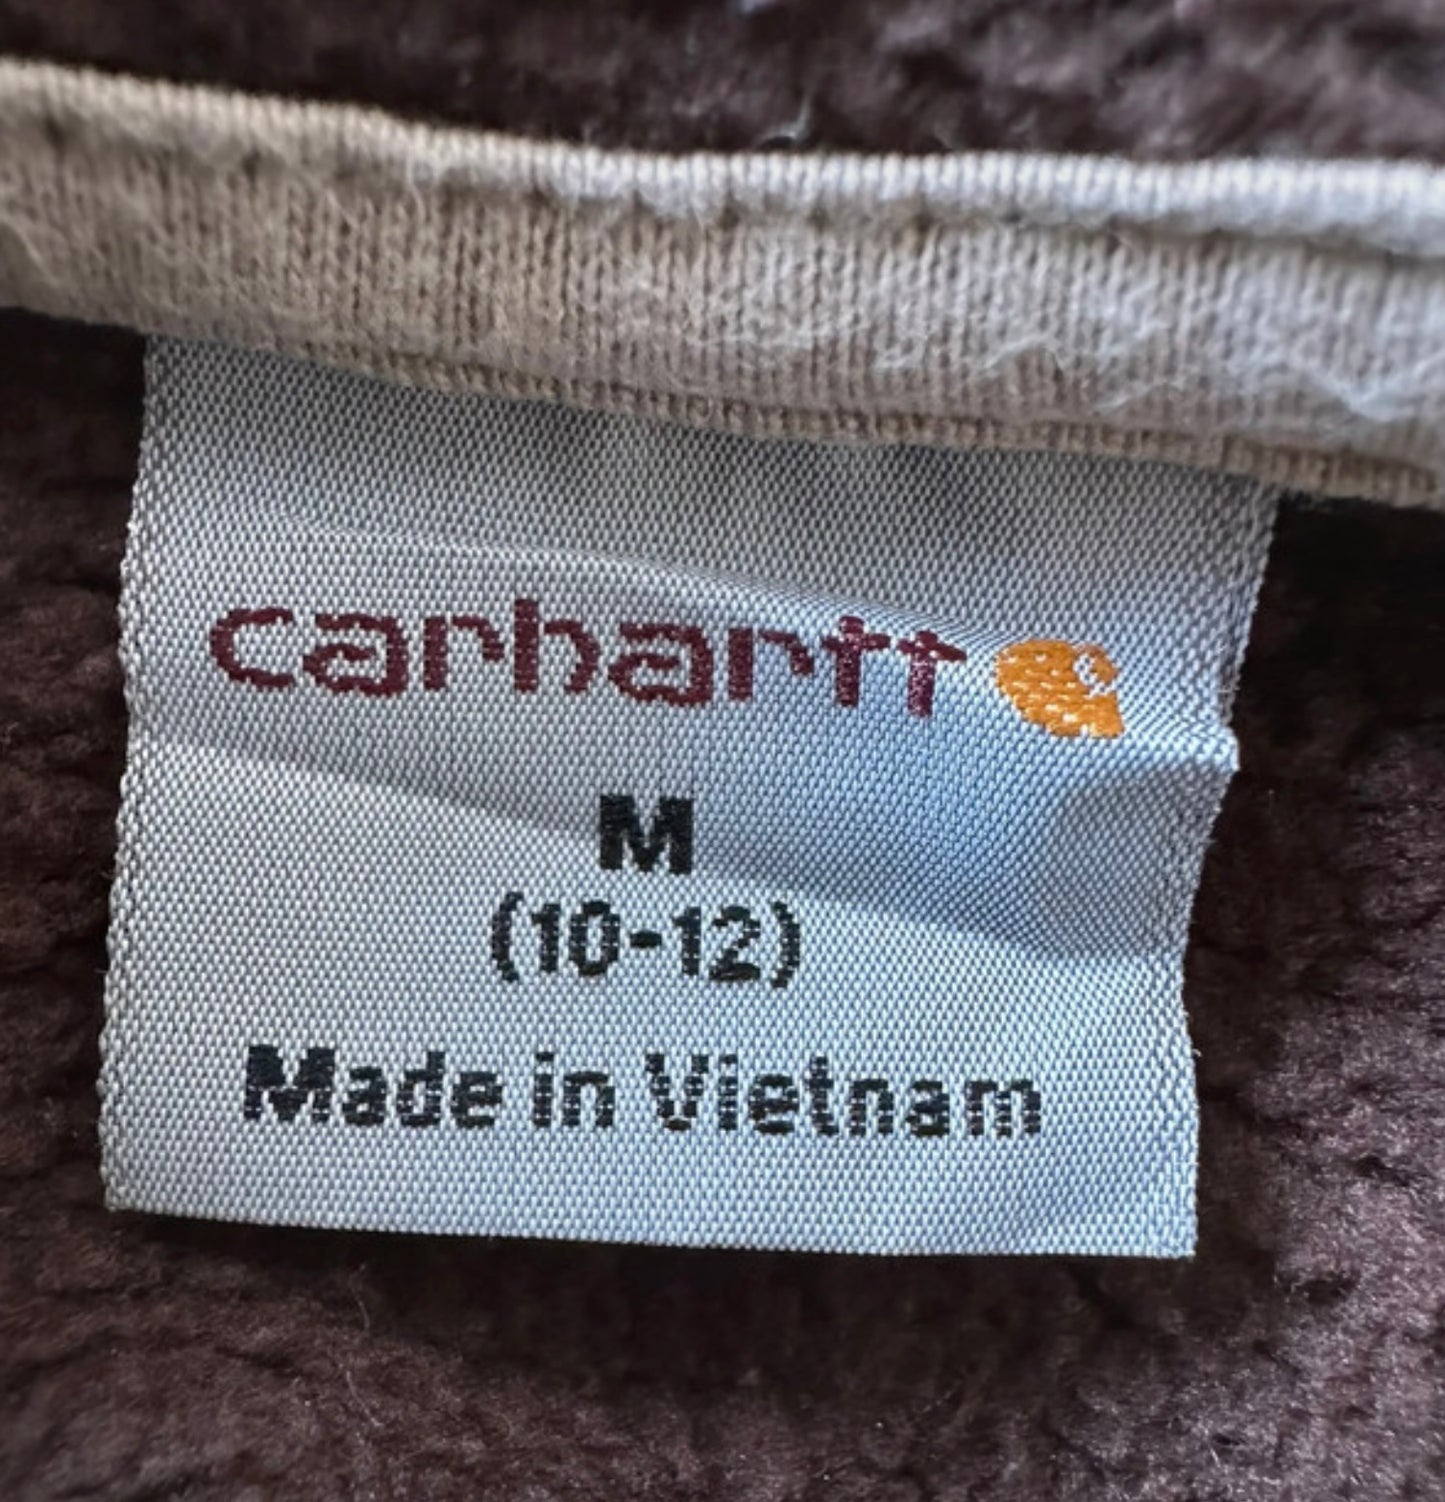 carhartt
M
(10-12)
Made in Vietnam